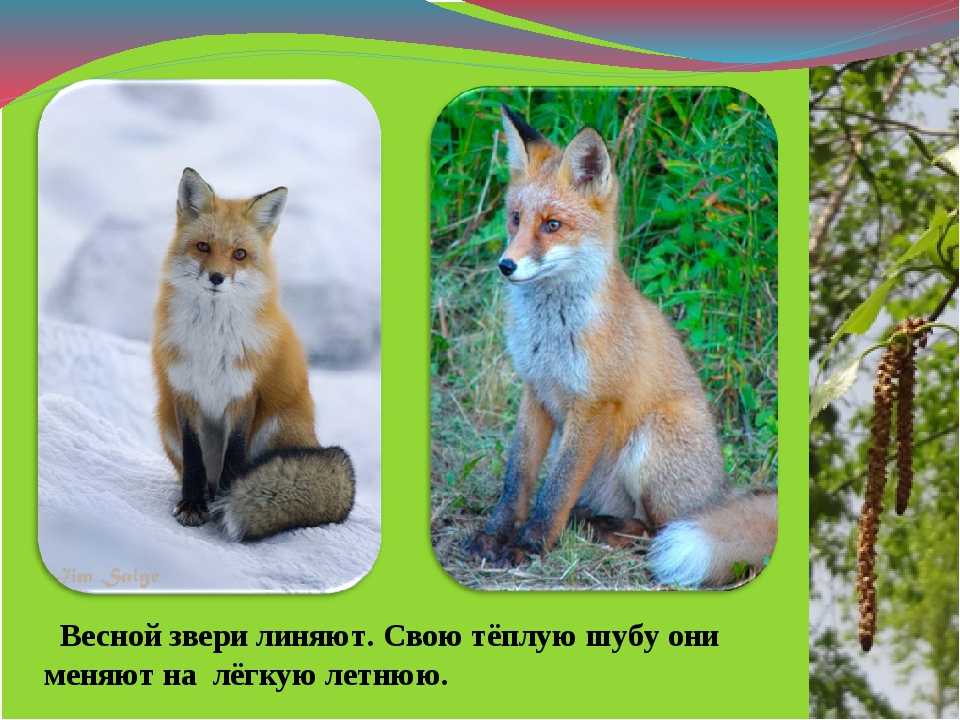 Jim Salge
Весной звери линяют. Свою тёплую шубу они
меняют на лёгкую летнюю.